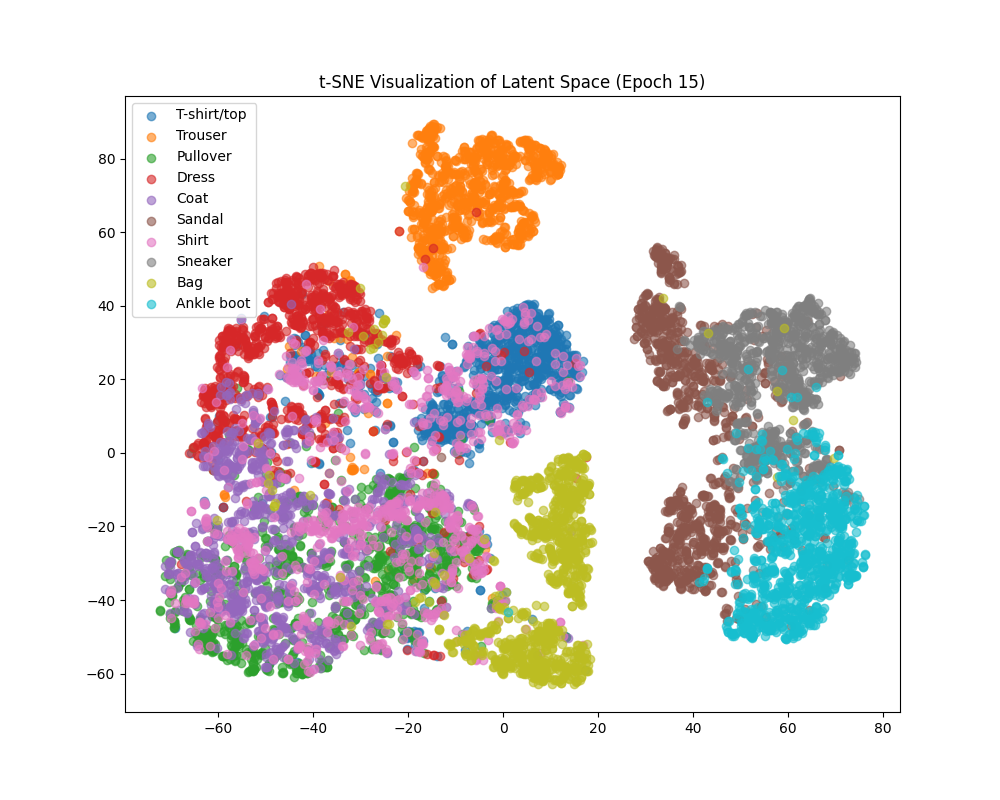 t-SNE Visualization of Latent Space (Epoch 15)
T-shirt/top
Trouser
Pullover
Dress
Coat
Sandal
Shirt
Sneaker
Bag
Ankle boot
80
60
40
20
0
−20
−40
−60
−60 −40 −20 0 20 40 60 80